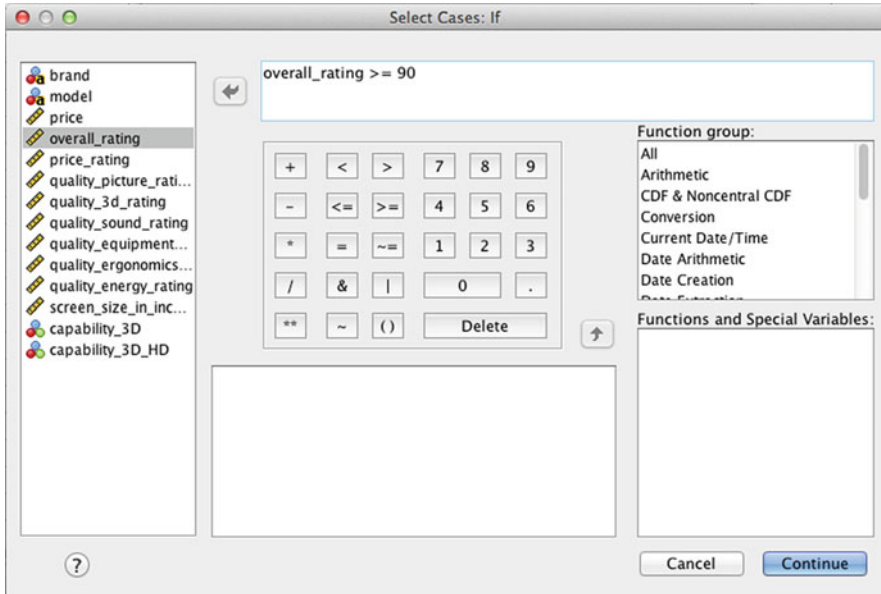 Select Cases: If
brand
model
price
overall_rating
price_rating
quality_picture_rati...
quality_3d_rating
quality_sound_rating
quality_equipment...
quality_ergonomics...
quality_energy_rating
screen_size_in_inc...
capability_3D
capability_3D_HD
overall_rating >= 90
+ < > 7 8 9
- <= >= 4 5 6
* = ~= 1 2 3
/ & | 0 .
** ~ () Delete
Function group:
All
Arithmetic
CDF & Noncentral CDF
Conversion
Current Date/Time
Date Arithmetic
Date Creation
Date Extraction
Functions and Special Variables:
?
Cancel Continue